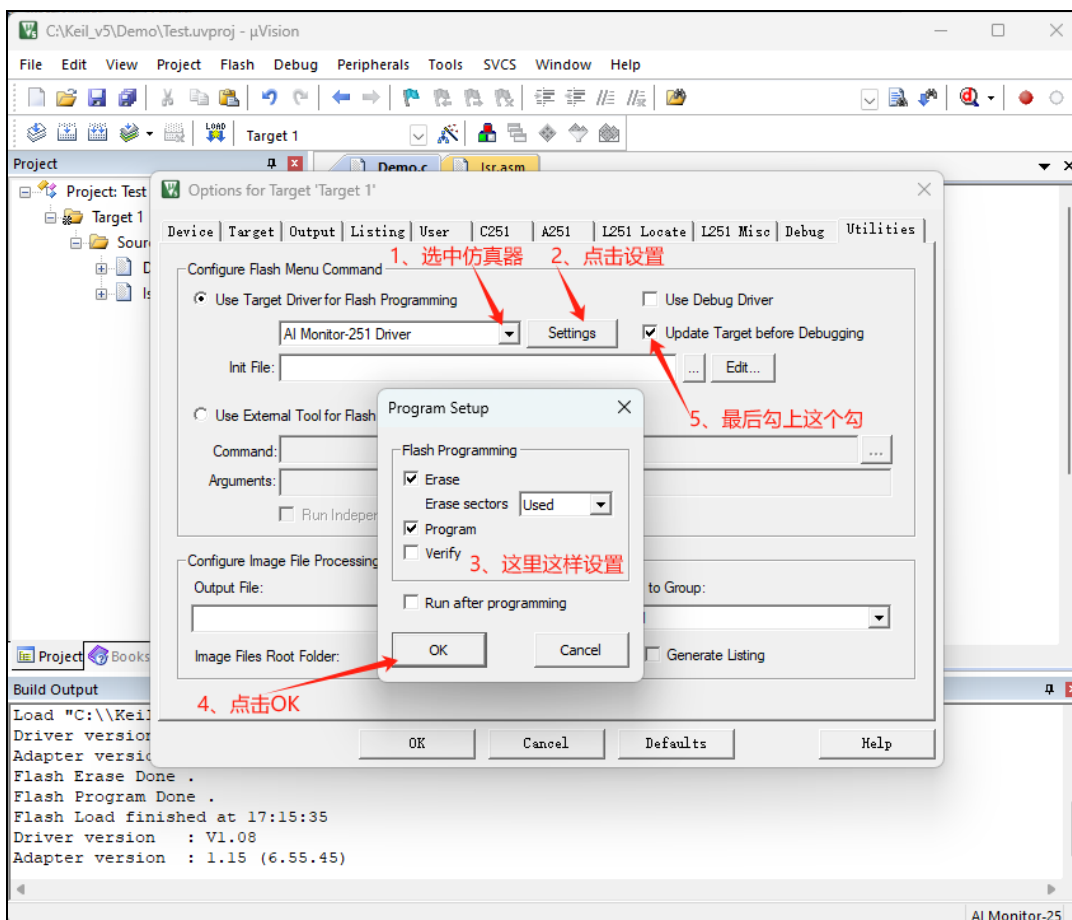 C:\Keil_v5\Demo\Test.uvproj - µVision
File Edit View Project Flash Debug Peripherals Tools SVCS Window Help
LOAD
Target 1
Project
Demo.c
Isr.asm
Project: Test
Target 1
Sour
D
Is
Options for Target 'Target 1'
Device Target Output Listing User C251 A251 L251 Locate L251 Misc Debug Utilities
1、选中仿真器
2、点击设置
Configure Flash Menu Command
Use Target Driver for Flash Programming
Use Debug Driver
AI Monitor-251 Driver
Settings
Update Target before Debugging
Init File:
...
Edit...
5、最后勾上这个勾
Use External Tool for Flash
Command:
...
Arguments:
Run Indeper
Program Setup
Flash Programming
Erase
Erase sectors Used
Program
Verify
3、这里这样设置
Run after programming
OK
Cancel
4、点击OK
Configure Image File Processing
Output File:
to Group:
Image Files Root Folder:
Generate Listing
OK
Cancel
Defaults
Help
Project
Books
Build Output
Load "C:\\Keil
Driver version
Adapter versio
Flash Erase Done .
Flash Program Done .
Flash Load finished at 17:15:35
Driver version : V1.08
Adapter version : 1.15 (6.55.45)
AI Monitor-25